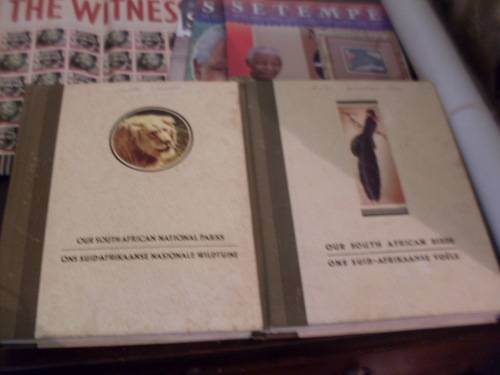 THE WITNES
S
SETEMPE
OUR SOUTH AFRICAN NATIONAL PARKS
ONS SUID-AFRIKAANSE NASIONALE WILDTUINE
OUR SOUTH AFRICAN BIRDS
ONS SUID-AFRIKAANSE VOËLS